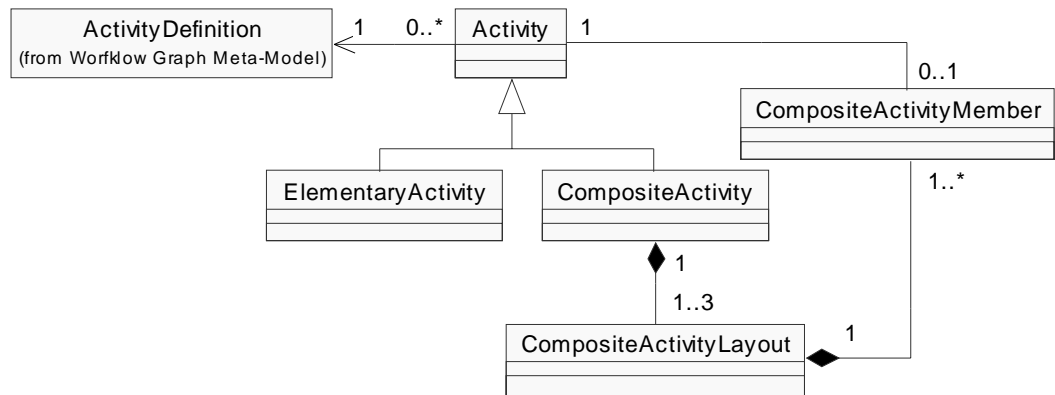 ActivityDefinition
(from Worfklow Graph Meta-Model)
1
0..*
Activity
1
0..1
CompositeActivityMember
1..*
ElementaryActivity
CompositeActivity
1
1..3
CompositeActivityLayout
1